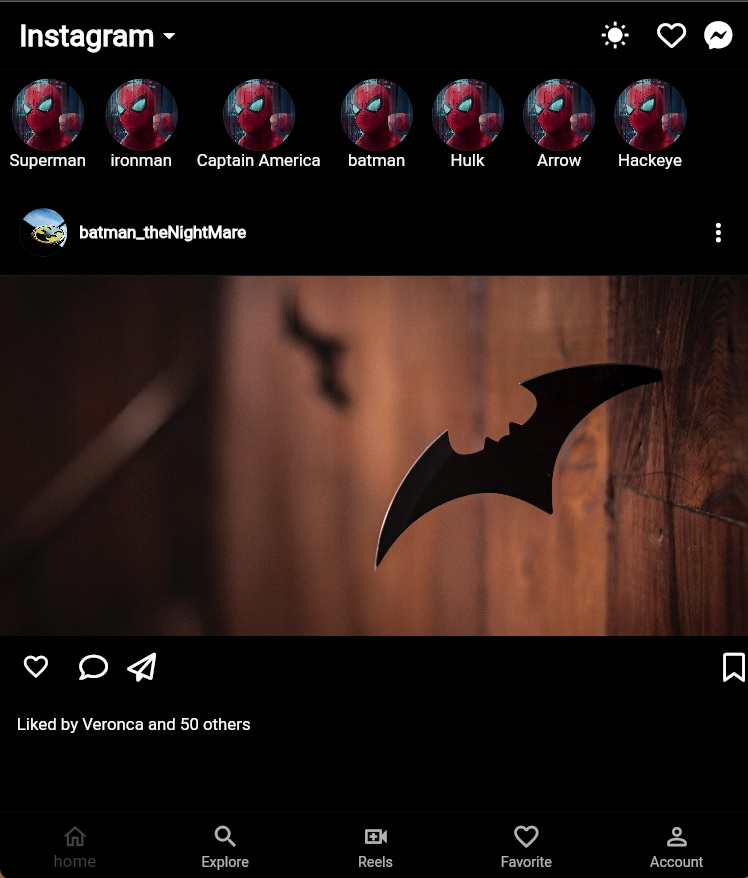 Instagram
Superman ironman Captain America batman Hulk Arrow Hackeye
batman_theNightMare
Liked by Veronca and 50 others
home Explore Reels Favorite Account